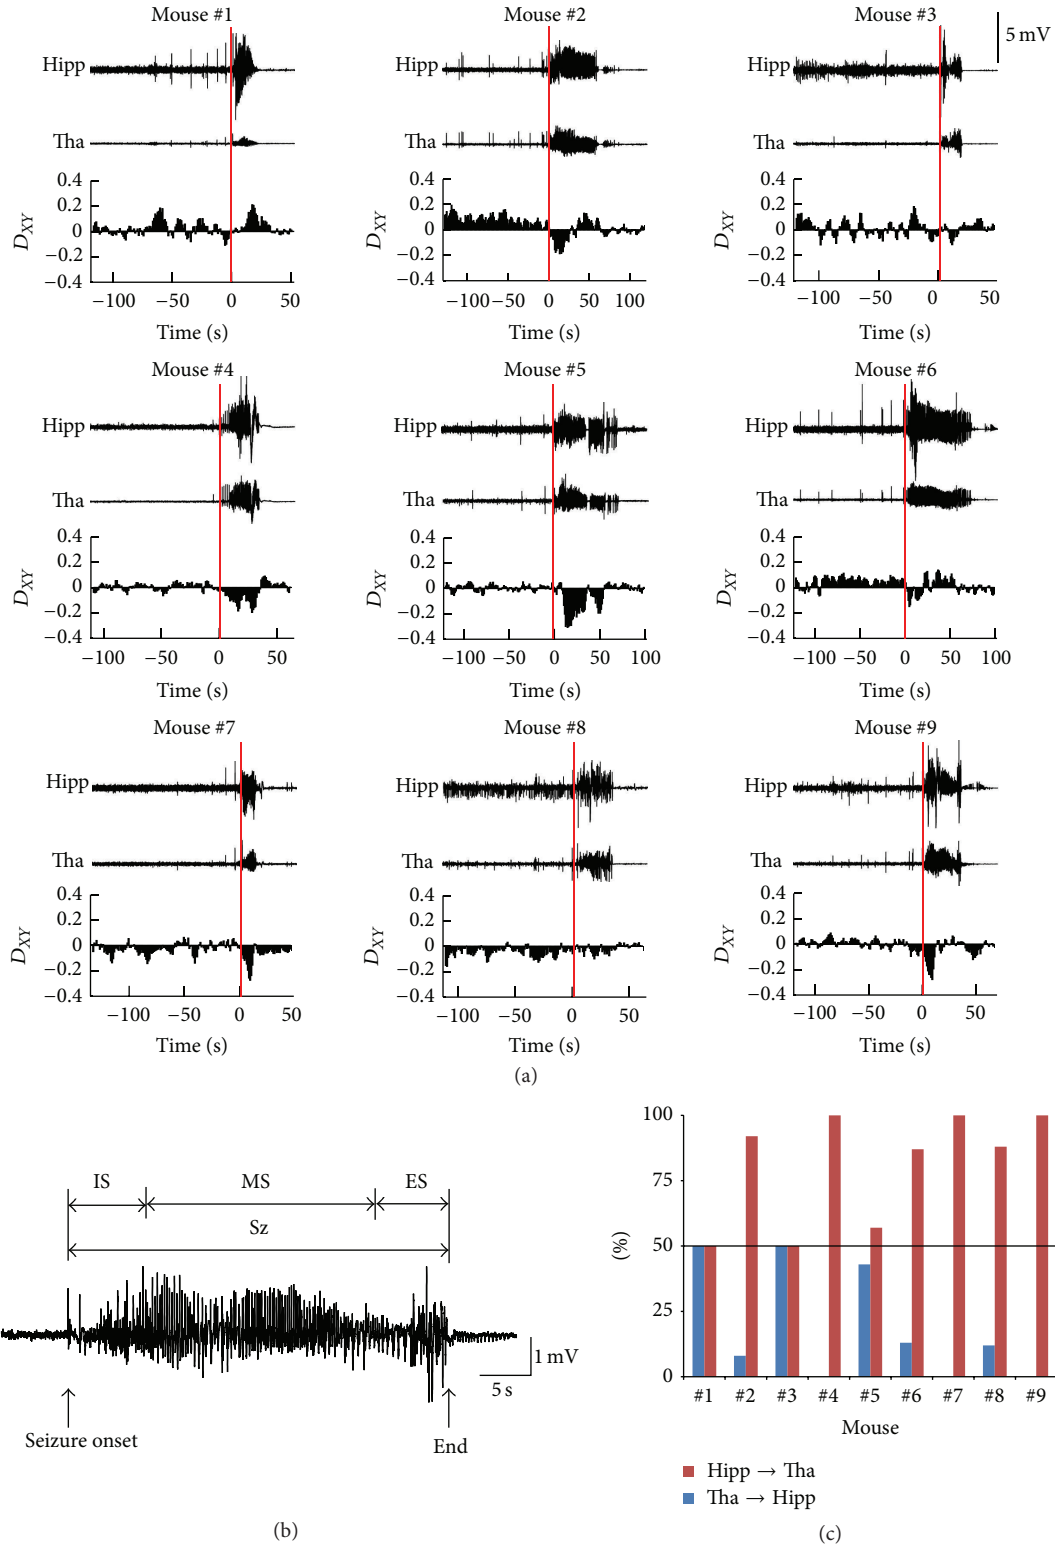 Mouse #1
Hipp
Tha
0.4
0.2
0
−0.2
−0.4
D_XY
−100 −50 0 50
Time (s)
Mouse #2
Hipp
Tha
0.4
0.2
0
−0.2
−0.4
D_XY
−100 −50 0 50 100
Time (s)
Mouse #3
5 mV
Hipp
Tha
0.4
0.2
0
−0.2
−0.4
D_XY
−100 −50 0 50
Time (s)
Mouse #4
Hipp
Tha
0.4
0.2
0
−0.2
−0.4
D_XY
−100 −50 0 50
Time (s)
Mouse #5
Hipp
Tha
0.4
0.2
0
−0.2
−0.4
D_XY
−100 −50 0 50 100
Time (s)
Mouse #6
Hipp
Tha
0.4
0.2
0
−0.2
−0.4
D_XY
−100 −50 0 50 100
Time (s)
Mouse #7
Hipp
Tha
0.4
0.2
0
−0.2
−0.4
D_XY
−100 −50 0 50
Time (s)
Mouse #8
Hipp
Tha
0.4
0.2
0
−0.2
−0.4
D_XY
−100 −50 0 50
Time (s)
Mouse #9
Hipp
Tha
0.4
0.2
0
−0.2
−0.4
D_XY
−100 −50 0 50
Time (s)
(a)
IS MS ES
Sz
1 mV
5 s
Seizure onset
End
(b)
100
75
50
25
0
(%)
#1 #2 #3 #4 #5 #6 #7 #8 #9
Mouse
Hipp → Tha
Tha → Hipp
(c)